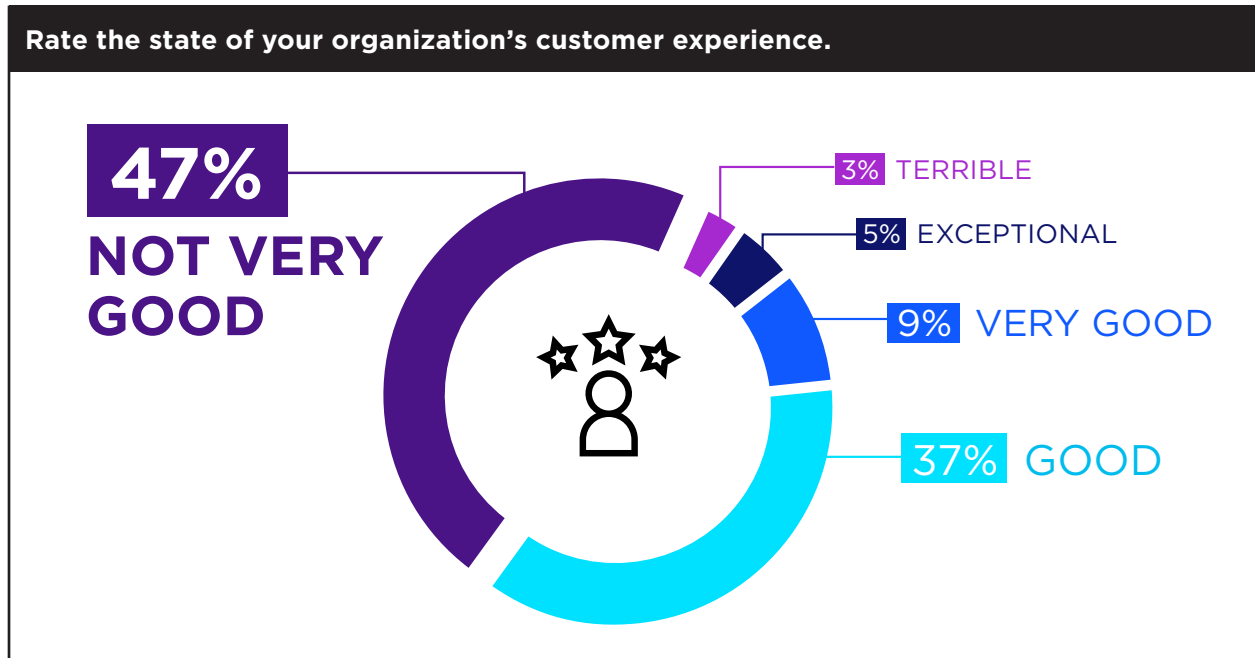 Rate the state of your organization’s customer experience.
47%
NOT VERY
GOOD
3% TERRIBLE
5% EXCEPTIONAL
9% VERY GOOD
37% GOOD